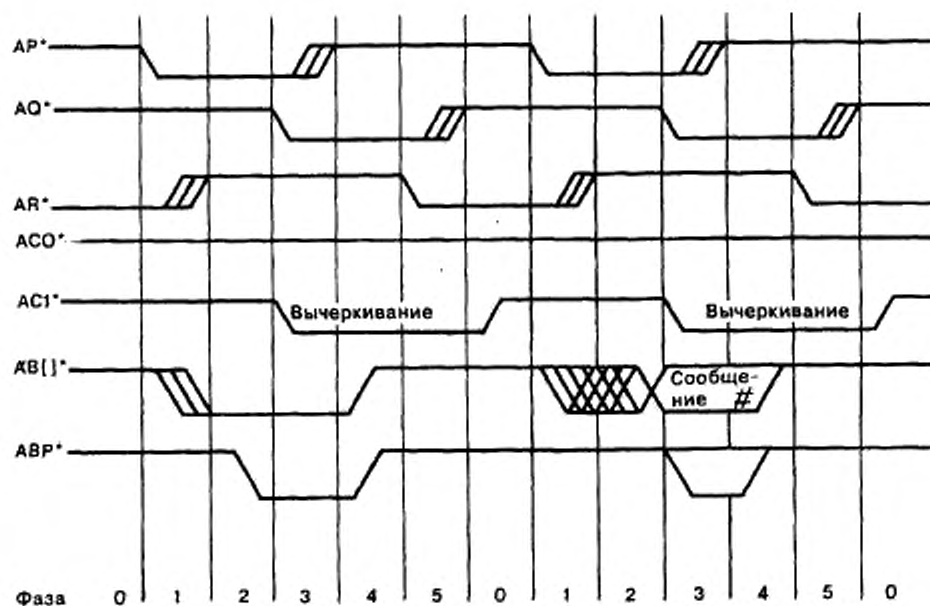 AP*
AQ*
AR*
AC0*
AC1*
Вычеркивание
Вычеркивание
AB[]*
Сообще-
ние #
ABP*
Фаза 0 1 2 3 4 5 0 1 2 3 4 5 0